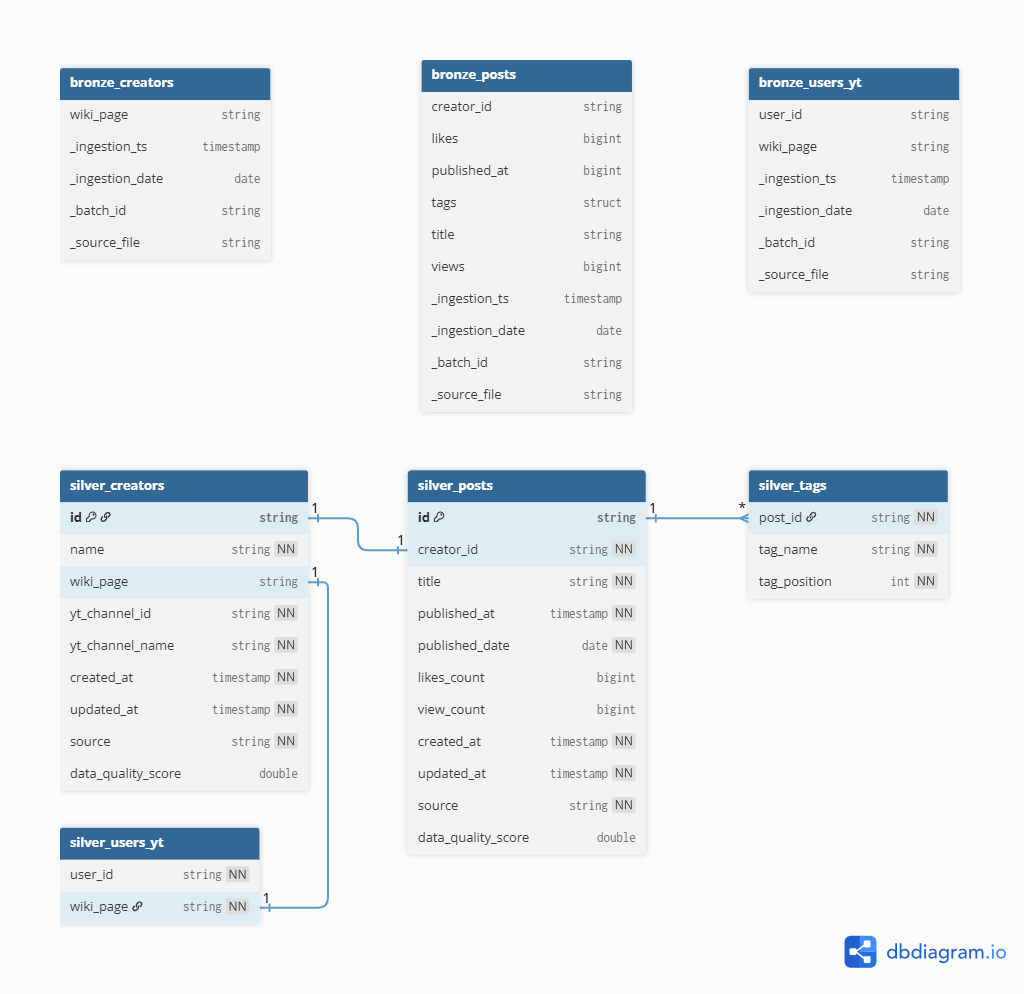 bronze_creators
wiki_page string
_ingestion_ts timestamp
_ingestion_date date
_batch_id string
_source_file string
bronze_posts
creator_id string
likes bigint
published_at bigint
tags struct
title string
views bigint
_ingestion_ts timestamp
_ingestion_date date
_batch_id string
_source_file string
bronze_users_yt
user_id string
wiki_page string
_ingestion_ts timestamp
_ingestion_date date
_batch_id string
_source_file string
silver_creators
id string
name string NN
wiki_page string
yt_channel_id string NN
yt_channel_name string NN
created_at timestamp NN
updated_at timestamp NN
source string NN
data_quality_score double
1
1
1
silver_posts
id string
creator_id string NN
title string NN
published_at timestamp NN
published_date date NN
likes_count bigint
view_count bigint
created_at timestamp NN
updated_at timestamp NN
source string NN
data_quality_score double
1
*
silver_tags
post_id string NN
tag_name string NN
tag_position int NN
silver_users_yt
user_id string NN
wiki_page string NN
1
dbdiagram.io